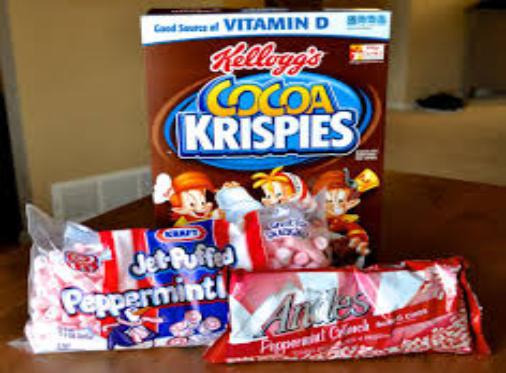 Good Source of VITAMIN D
Kellogg's
COCOA
KRISPIES
KRAFT
Jet-Puffed
Peppermint
Andes
Peppermint Crunch